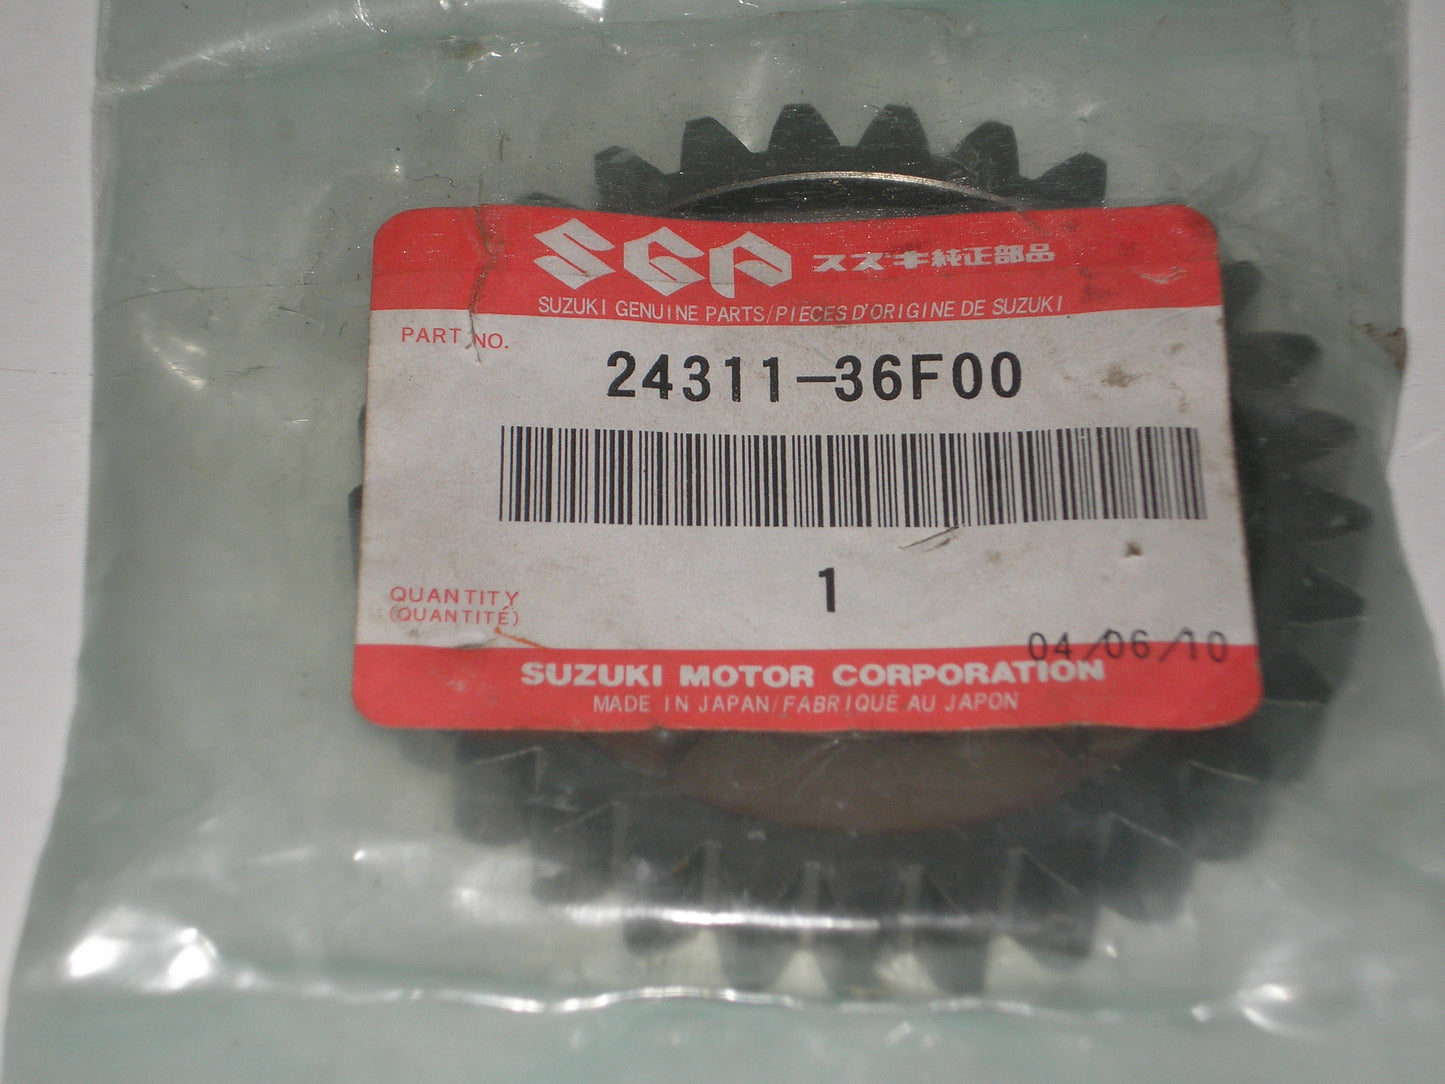 SGP スズキ純正部品
SUZUKI GENUINE PARTS/PIÈCES D'ORIGINE DE SUZUKI
PART NO.
24311-36F00
1
QUANTITY
(QUANTITÉ)
04/06/10
SUZUKI MOTOR CORPORATION
MADE IN JAPAN/FABRIQUÉ AU JAPON